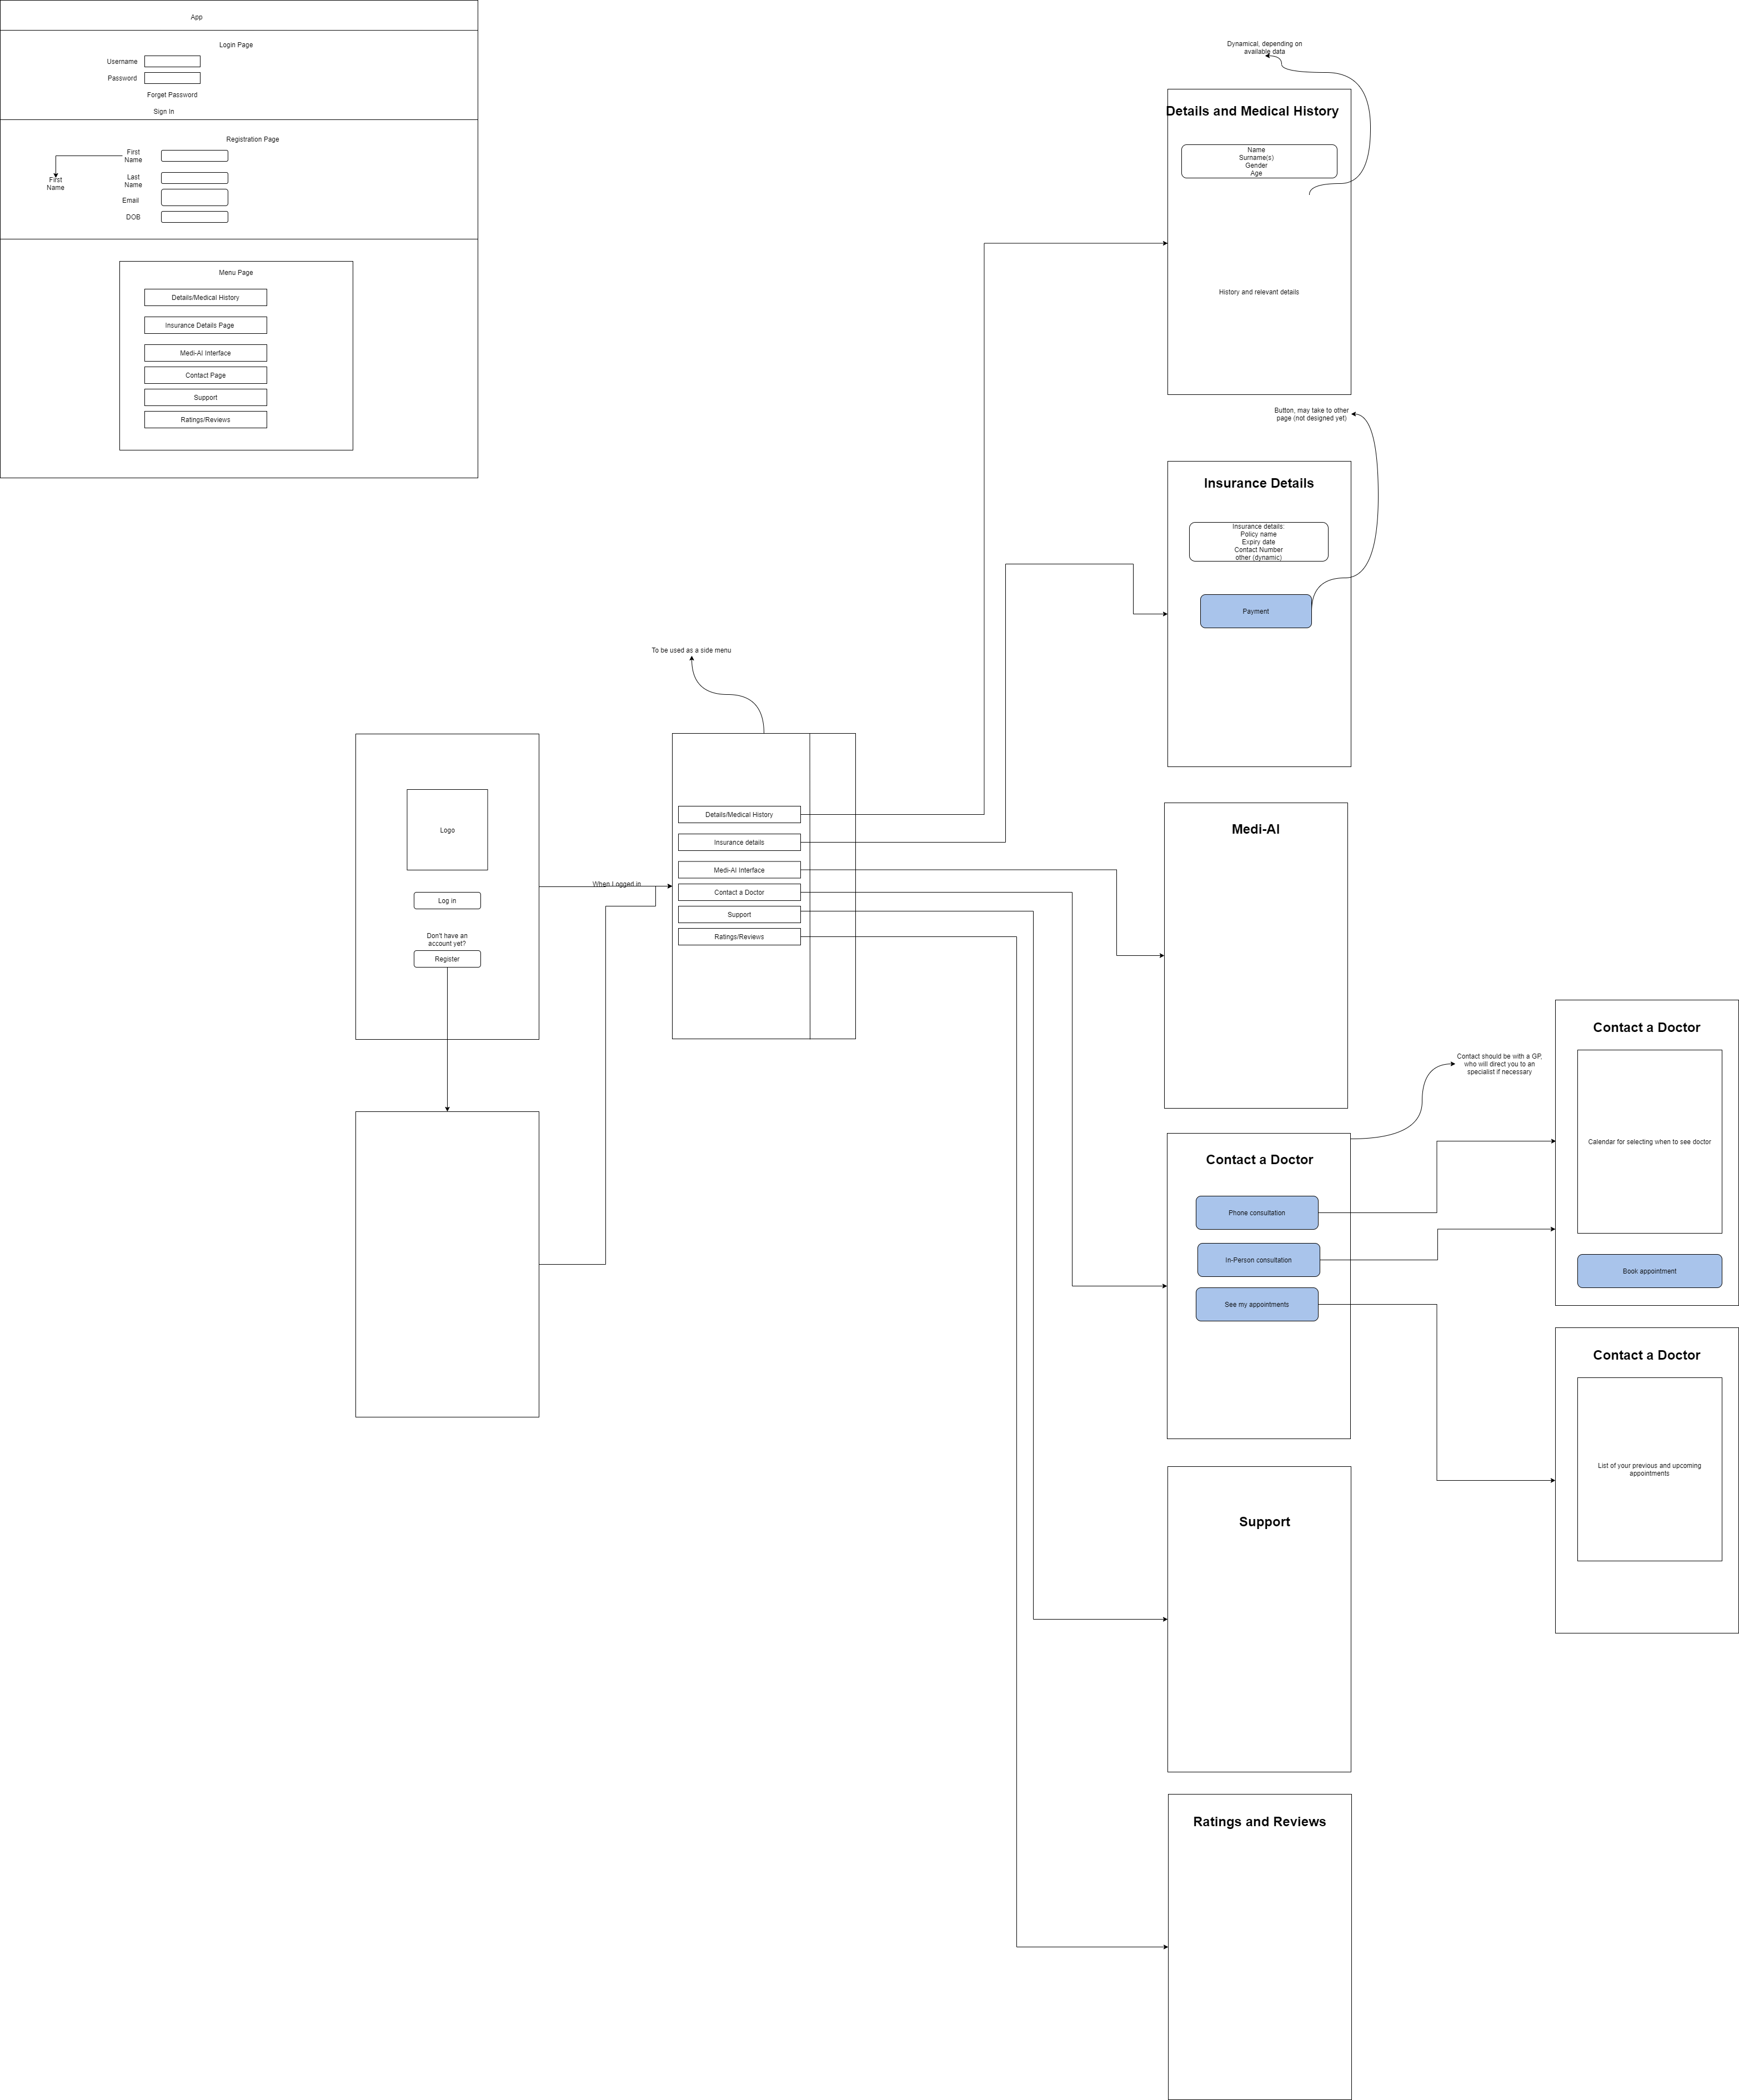 App
Login Page
Username
Password
Forget Password
Sign In
Registration Page
First
Name
First
Name
Last
Name
Email
DOB
Menu Page
Details/Medical History
Insurance Details Page
Medi-AI Interface
Contact Page
Support
Ratings/Reviews
Dynamical, depending on
available data
Details and Medical History
Name
Surname(s)
Gender
Age
History and relevant details
Button, may take to other
page (not designed yet)
Insurance Details
Insurance details:
Policy name
Expiry date
Contact Number
other (dynamic)
Payment
To be used as a side menu
Logo
Log in
Don't have an
account yet?
Register
When Logged in
Details/Medical History
Insurance details
Medi-AI Interface
Contact a Doctor
Support
Ratings/Reviews
Medi-AI
Contact should be with a GP,
who will direct you to an
specialist if necessary
Contact a Doctor
Phone consultation
In-Person consultation
See my appointments
Contact a Doctor
Calendar for selecting when to see doctor
Book appointment
Contact a Doctor
List of your previous and upcoming
appointments
Support
Ratings and Reviews